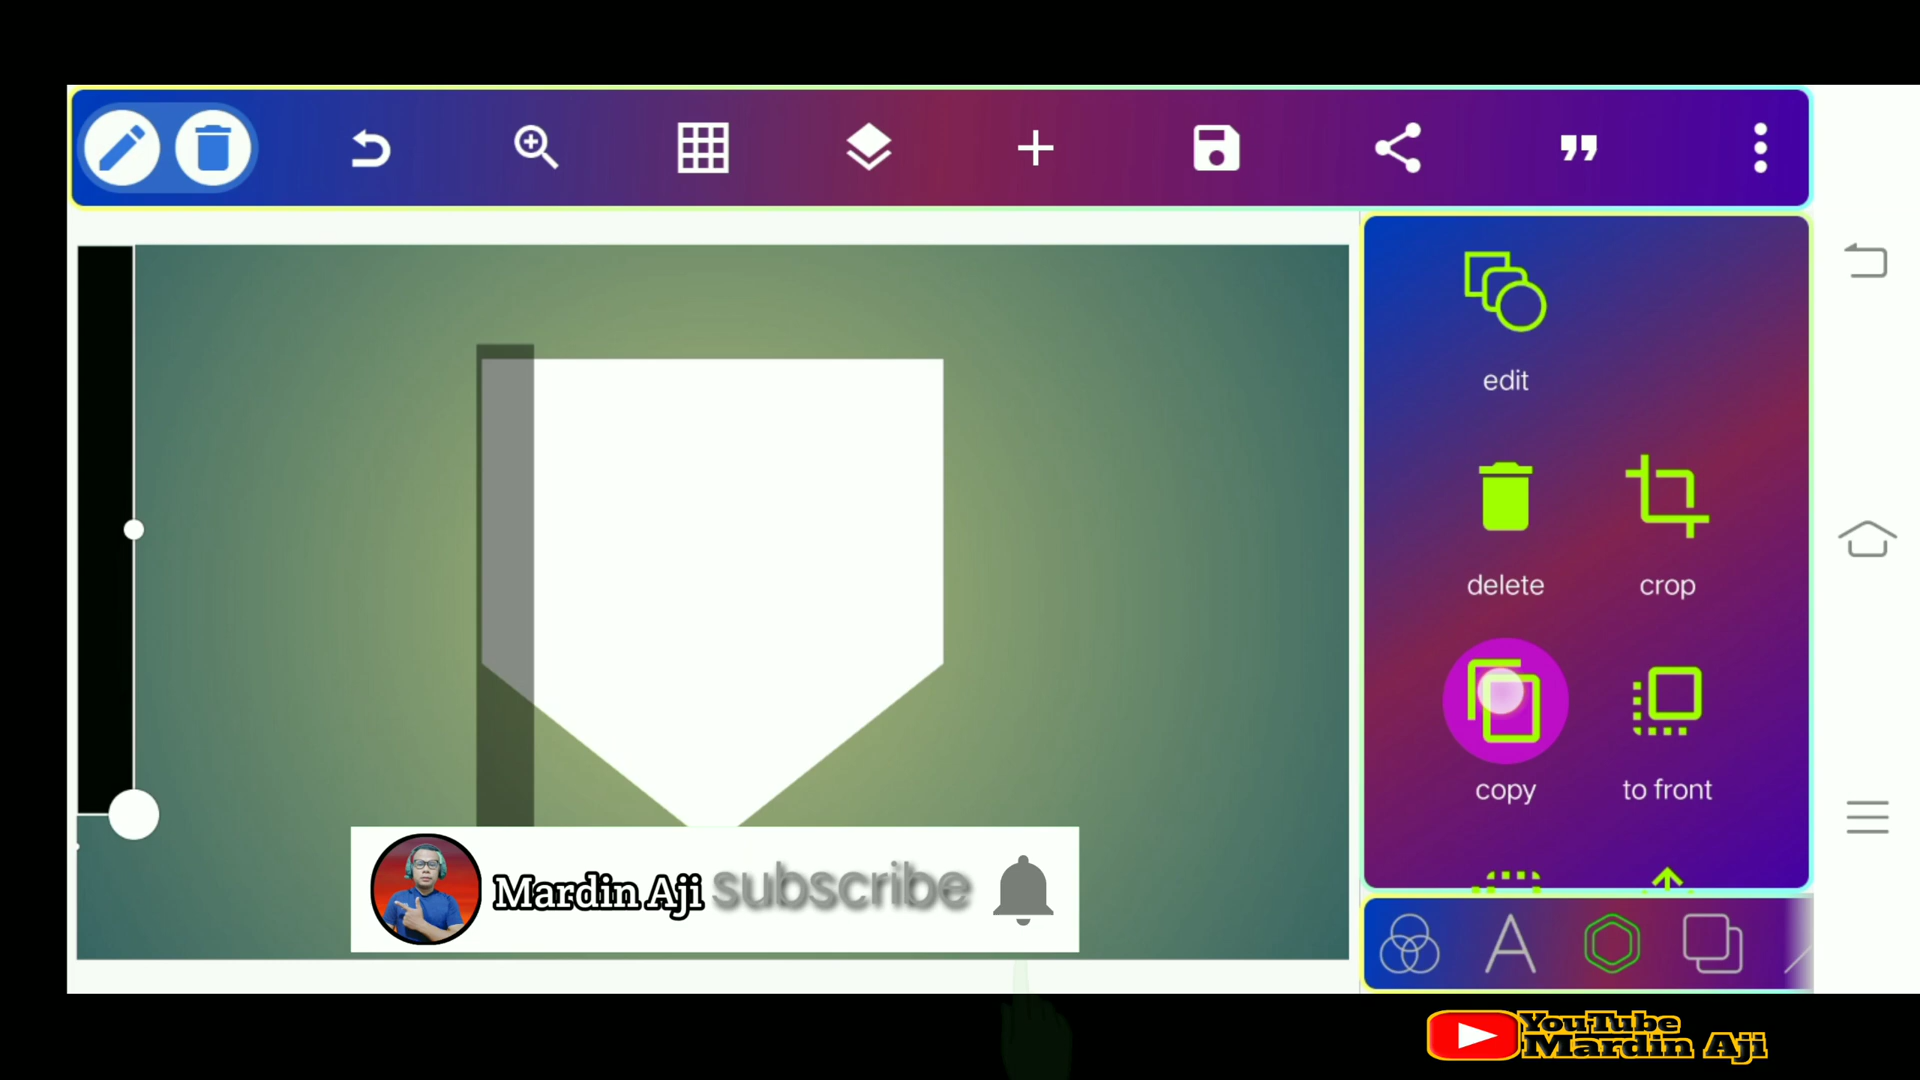 edit
delete
crop
copy
to front
Mardin Aji subscribe
YouTube
Mardin Aji